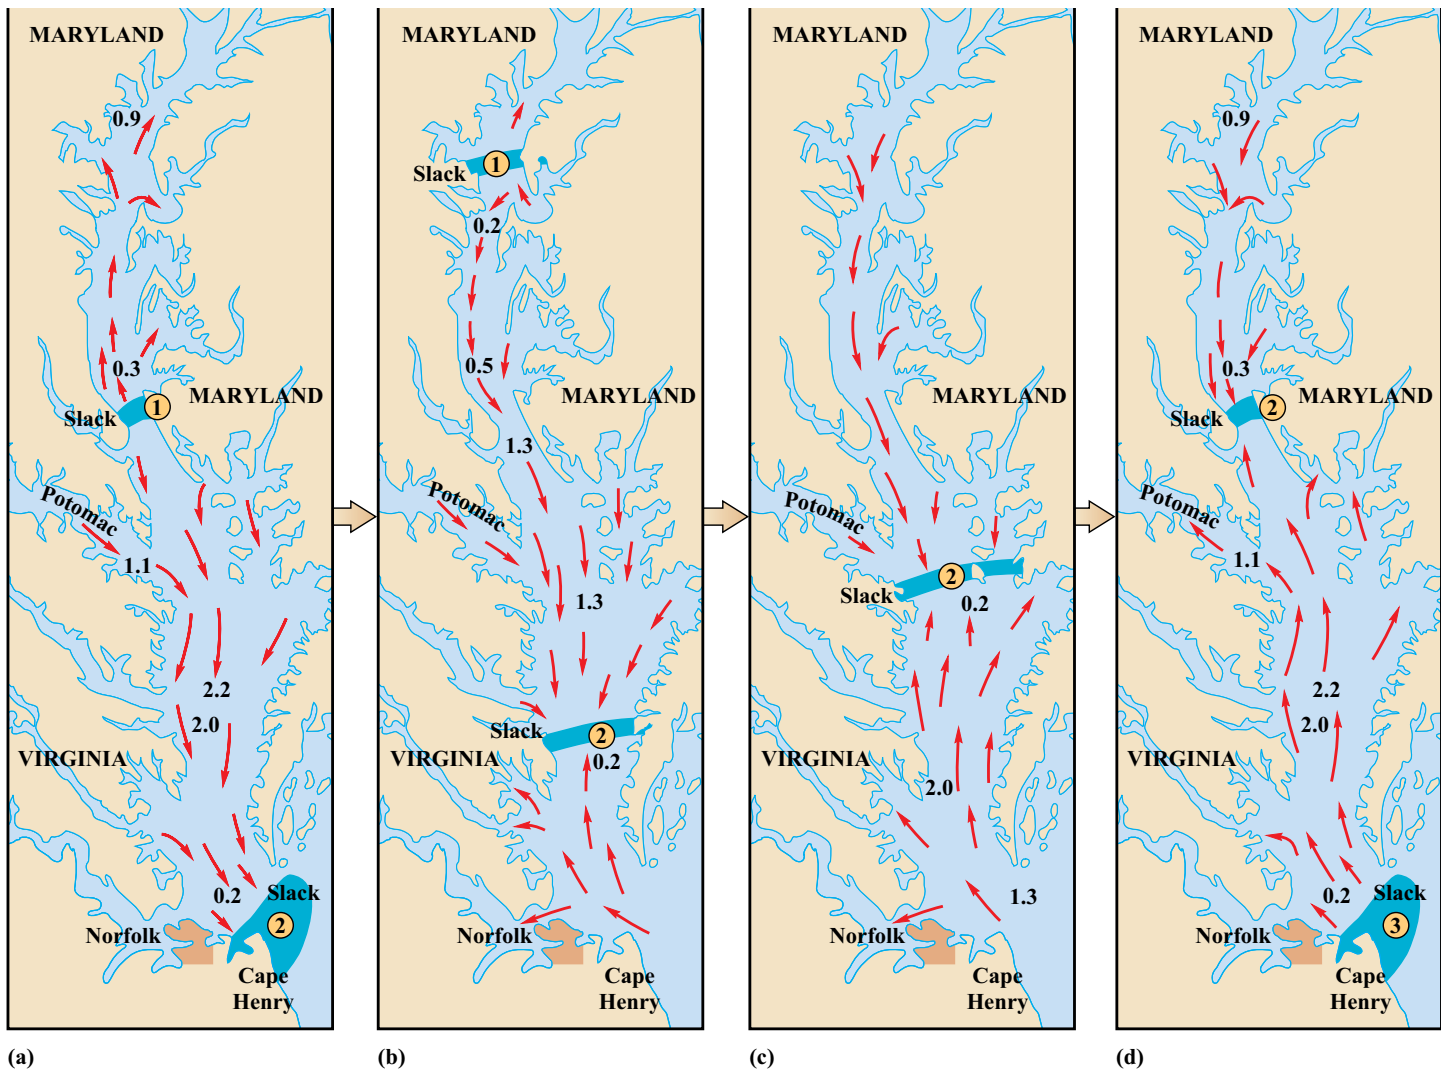 MARYLAND
0.9
0.3
MARYLAND
Slack
1
Potomac
1.1
2.2
2.0
VIRGINIA
0.2
Slack
2
Norfolk
Cape
Henry
(a)
MARYLAND
Slack
1
0.2
0.5
MARYLAND
1.3
Potomac
1.3
Slack
2
0.2
VIRGINIA
Norfolk
Cape
Henry
(b)
MARYLAND
MARYLAND
Potomac
Slack
2
0.2
VIRGINIA
2.0
1.3
Norfolk
Cape
Henry
(c)
MARYLAND
0.9
0.3
MARYLAND
Slack
2
Potomac
1.1
2.2
2.0
VIRGINIA
0.2
Slack
3
Norfolk
Cape
Henry
(d)